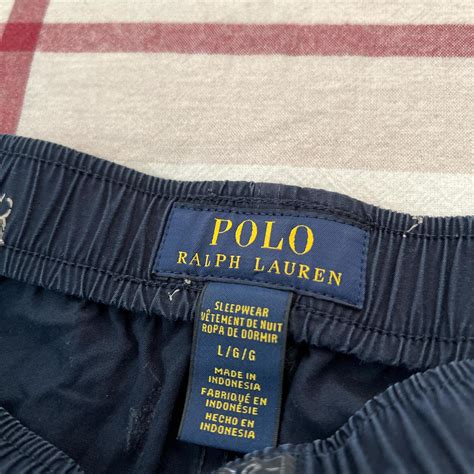 POLO
RALPH LAUREN
SLEEPWEAR
VÊTEMENT DE NUIT
ROPA DE DORMIR
L/G/G
MADE IN
INDONESIA
FABRIQUÉ EN
INDONÉSIE
HECHO EN
INDONESIA